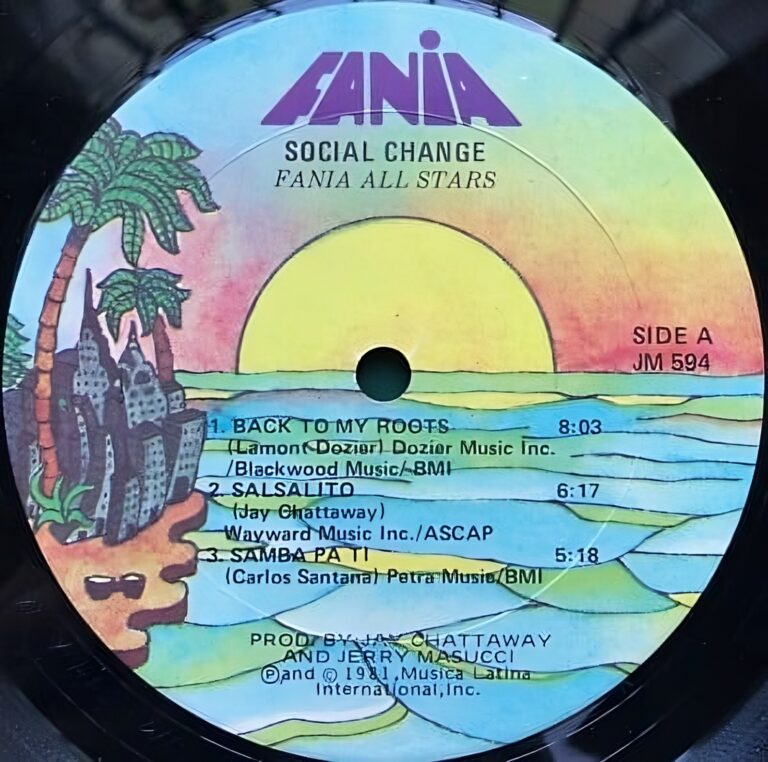 FANIA
SOCIAL CHANGE
FANIA ALL STARS
SIDE A
JM 594
1. BACK TO MY ROOTS 8:03
(Lamont Dozier) Dozier Music Inc.
/Blackwood Music/ BMI
2. SALSALITO 6:17
(Jay Chattaway)
Wayward Music Inc./ASCAP
3. SAMBA PA TI 5:18
(Carlos Santana) Petra Music/BMI
PROD. BY JAY CHATTAWAY
AND JERRY MASUCCI
Ⓟand © 1981, Musica Latina
International, Inc.